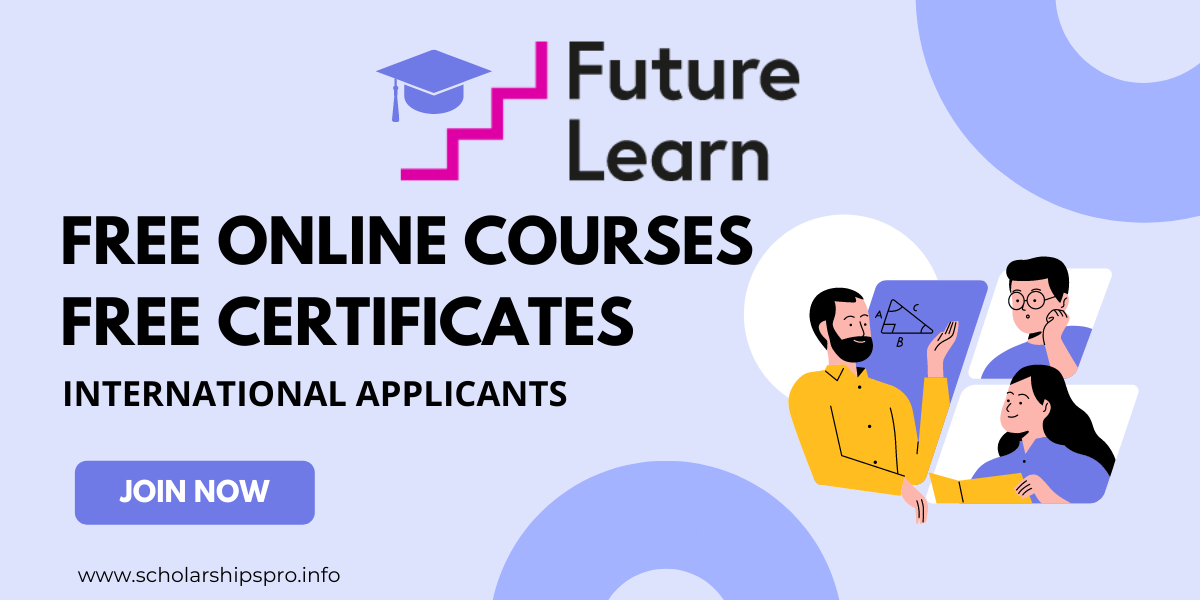 Future
Learn
FREE ONLINE COURSES
FREE CERTIFICATES
INTERNATIONAL APPLICANTS
A
C
B
JOIN NOW
www.scholarshipspro.info